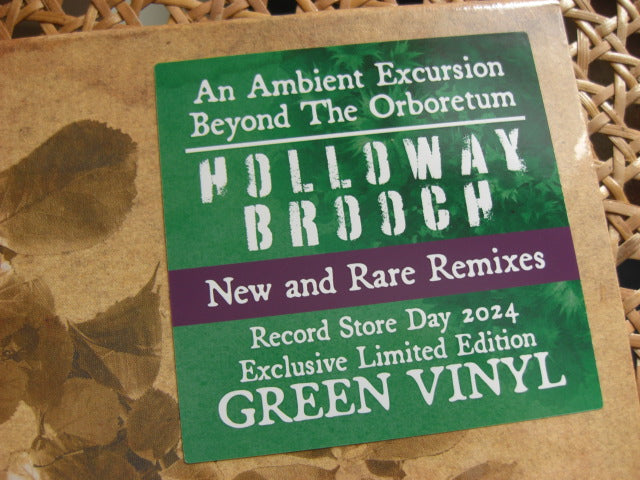 An Ambient Excursion
Beyond The Orboretum
HOLLOWAY
BROOCH
New and Rare Remixes
Record Store Day 2024
Exclusive Limited Edition
GREEN VINYL